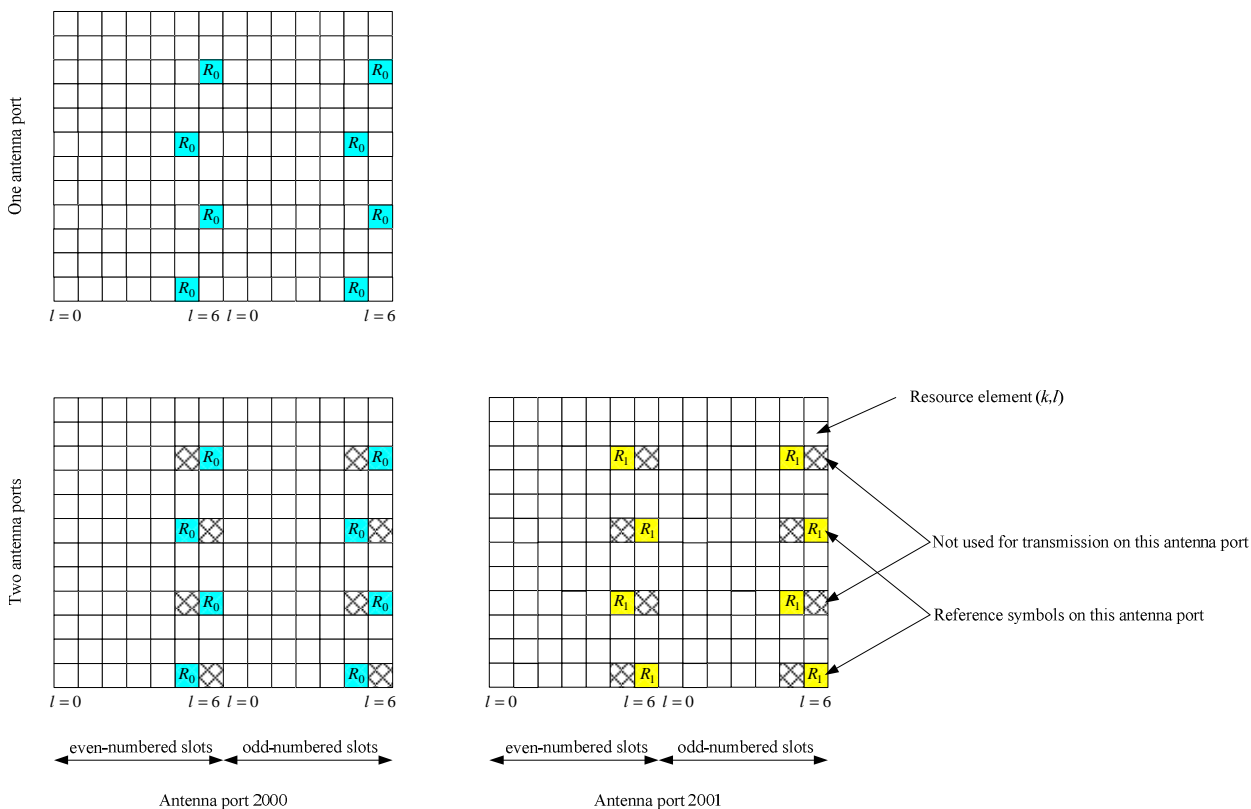 One antenna port
R0 R0
R0 R0
R0 R0
R0 R0
l = 0 l = 6 l = 0 l = 6
Two antenna ports
R0 R0 R1 R1
R0 R0 R1 R1
R0 R0 R1 R1
R0 R0 R1 R1
l = 0 l = 6 l = 0 l = 6 l = 0 l = 6 l = 0 l = 6
Resource element (k,l)
Not used for transmission on this antenna port
Reference symbols on this antenna port
even-numbered slots odd-numbered slots even-numbered slots odd-numbered slots
Antenna port 2000 Antenna port 2001